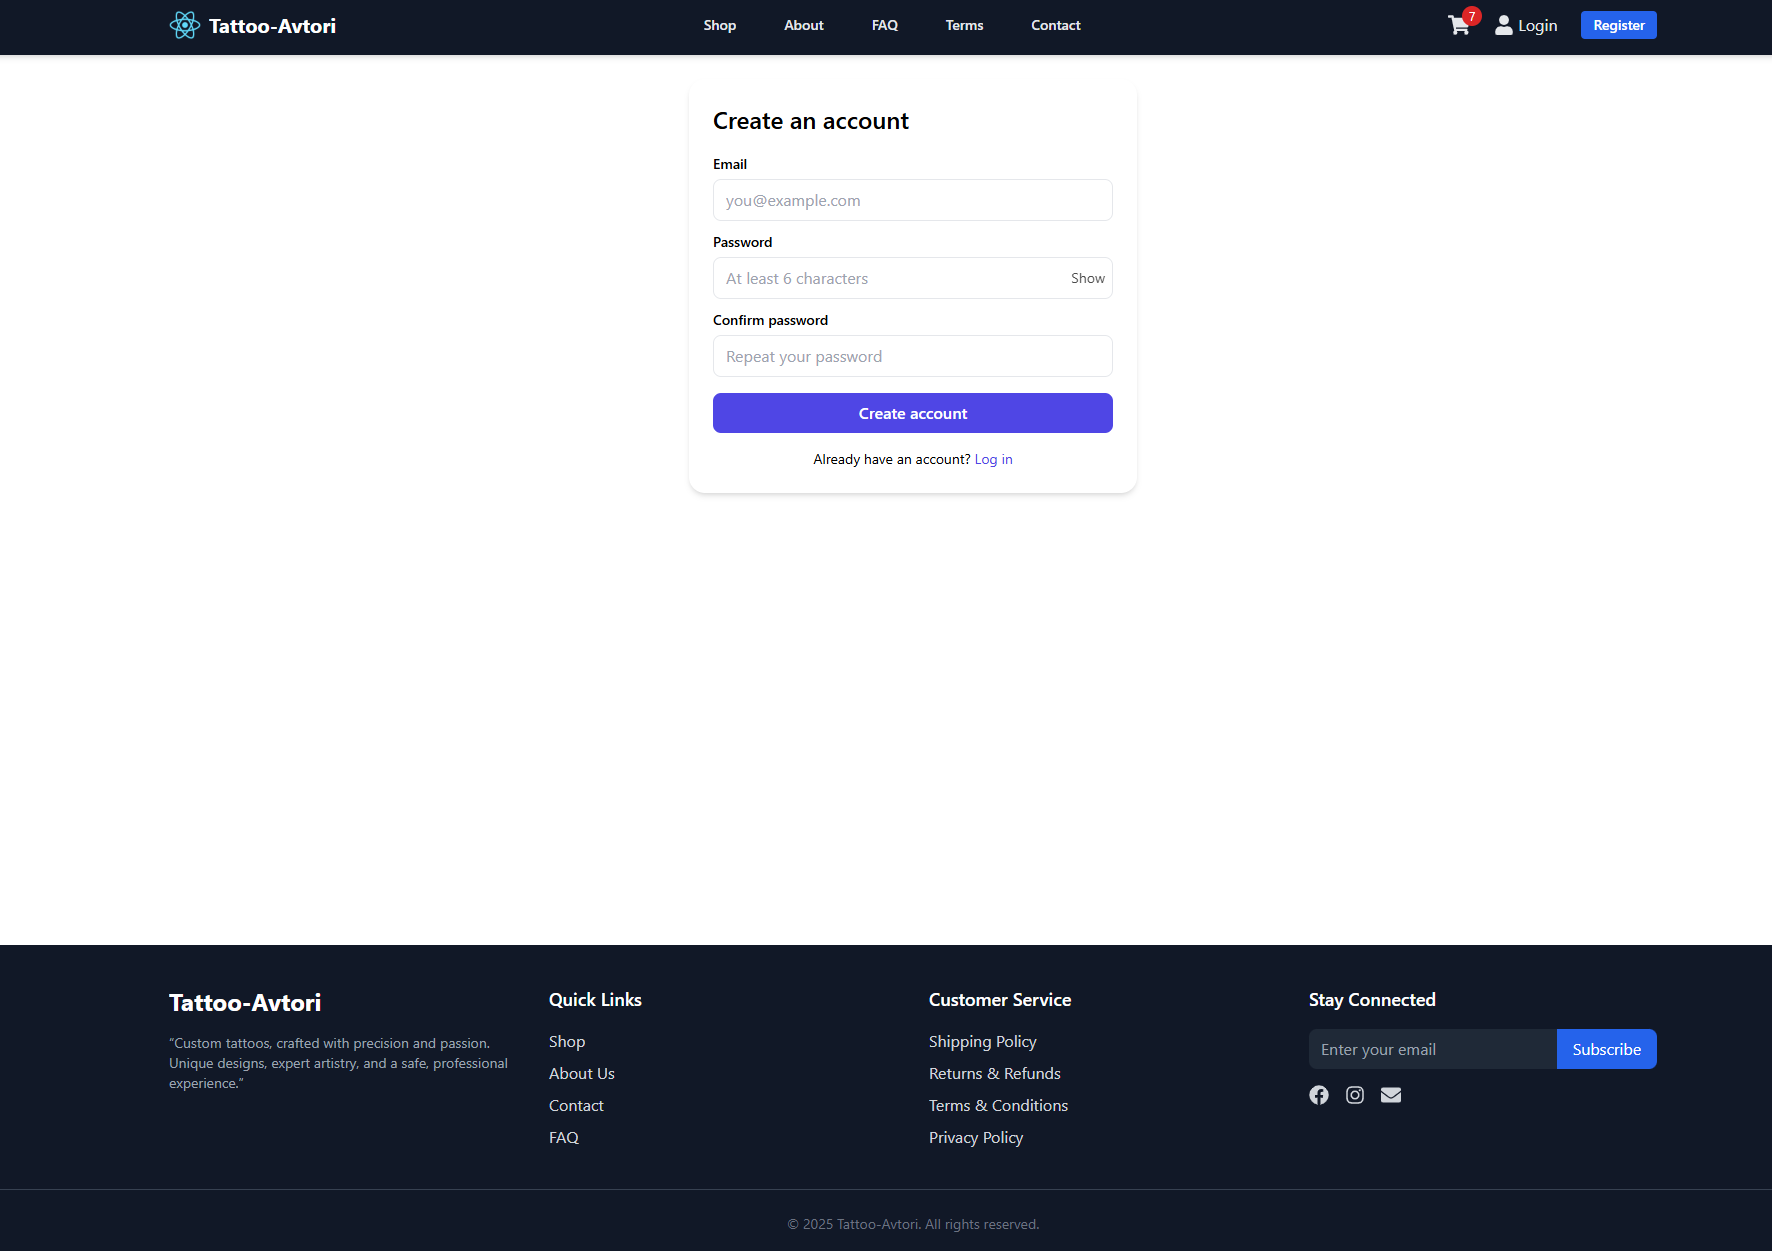 Tattoo-Avtori
Shop
About
FAQ
Terms
Contact
7
Login
Register
Create an account
Email
you@example.com
Password
At least 6 characters
Show
Confirm password
Repeat your password
Create account
Already have an account? Log in
Tattoo-Avtori
“Custom tattoos, crafted with precision and passion.
Unique designs, expert artistry, and a safe, professional
experience.”
Quick Links
Shop
About Us
Contact
FAQ
Customer Service
Shipping Policy
Returns & Refunds
Terms & Conditions
Privacy Policy
Stay Connected
Enter your email
Subscribe
© 2025 Tattoo-Avtori. All rights reserved.